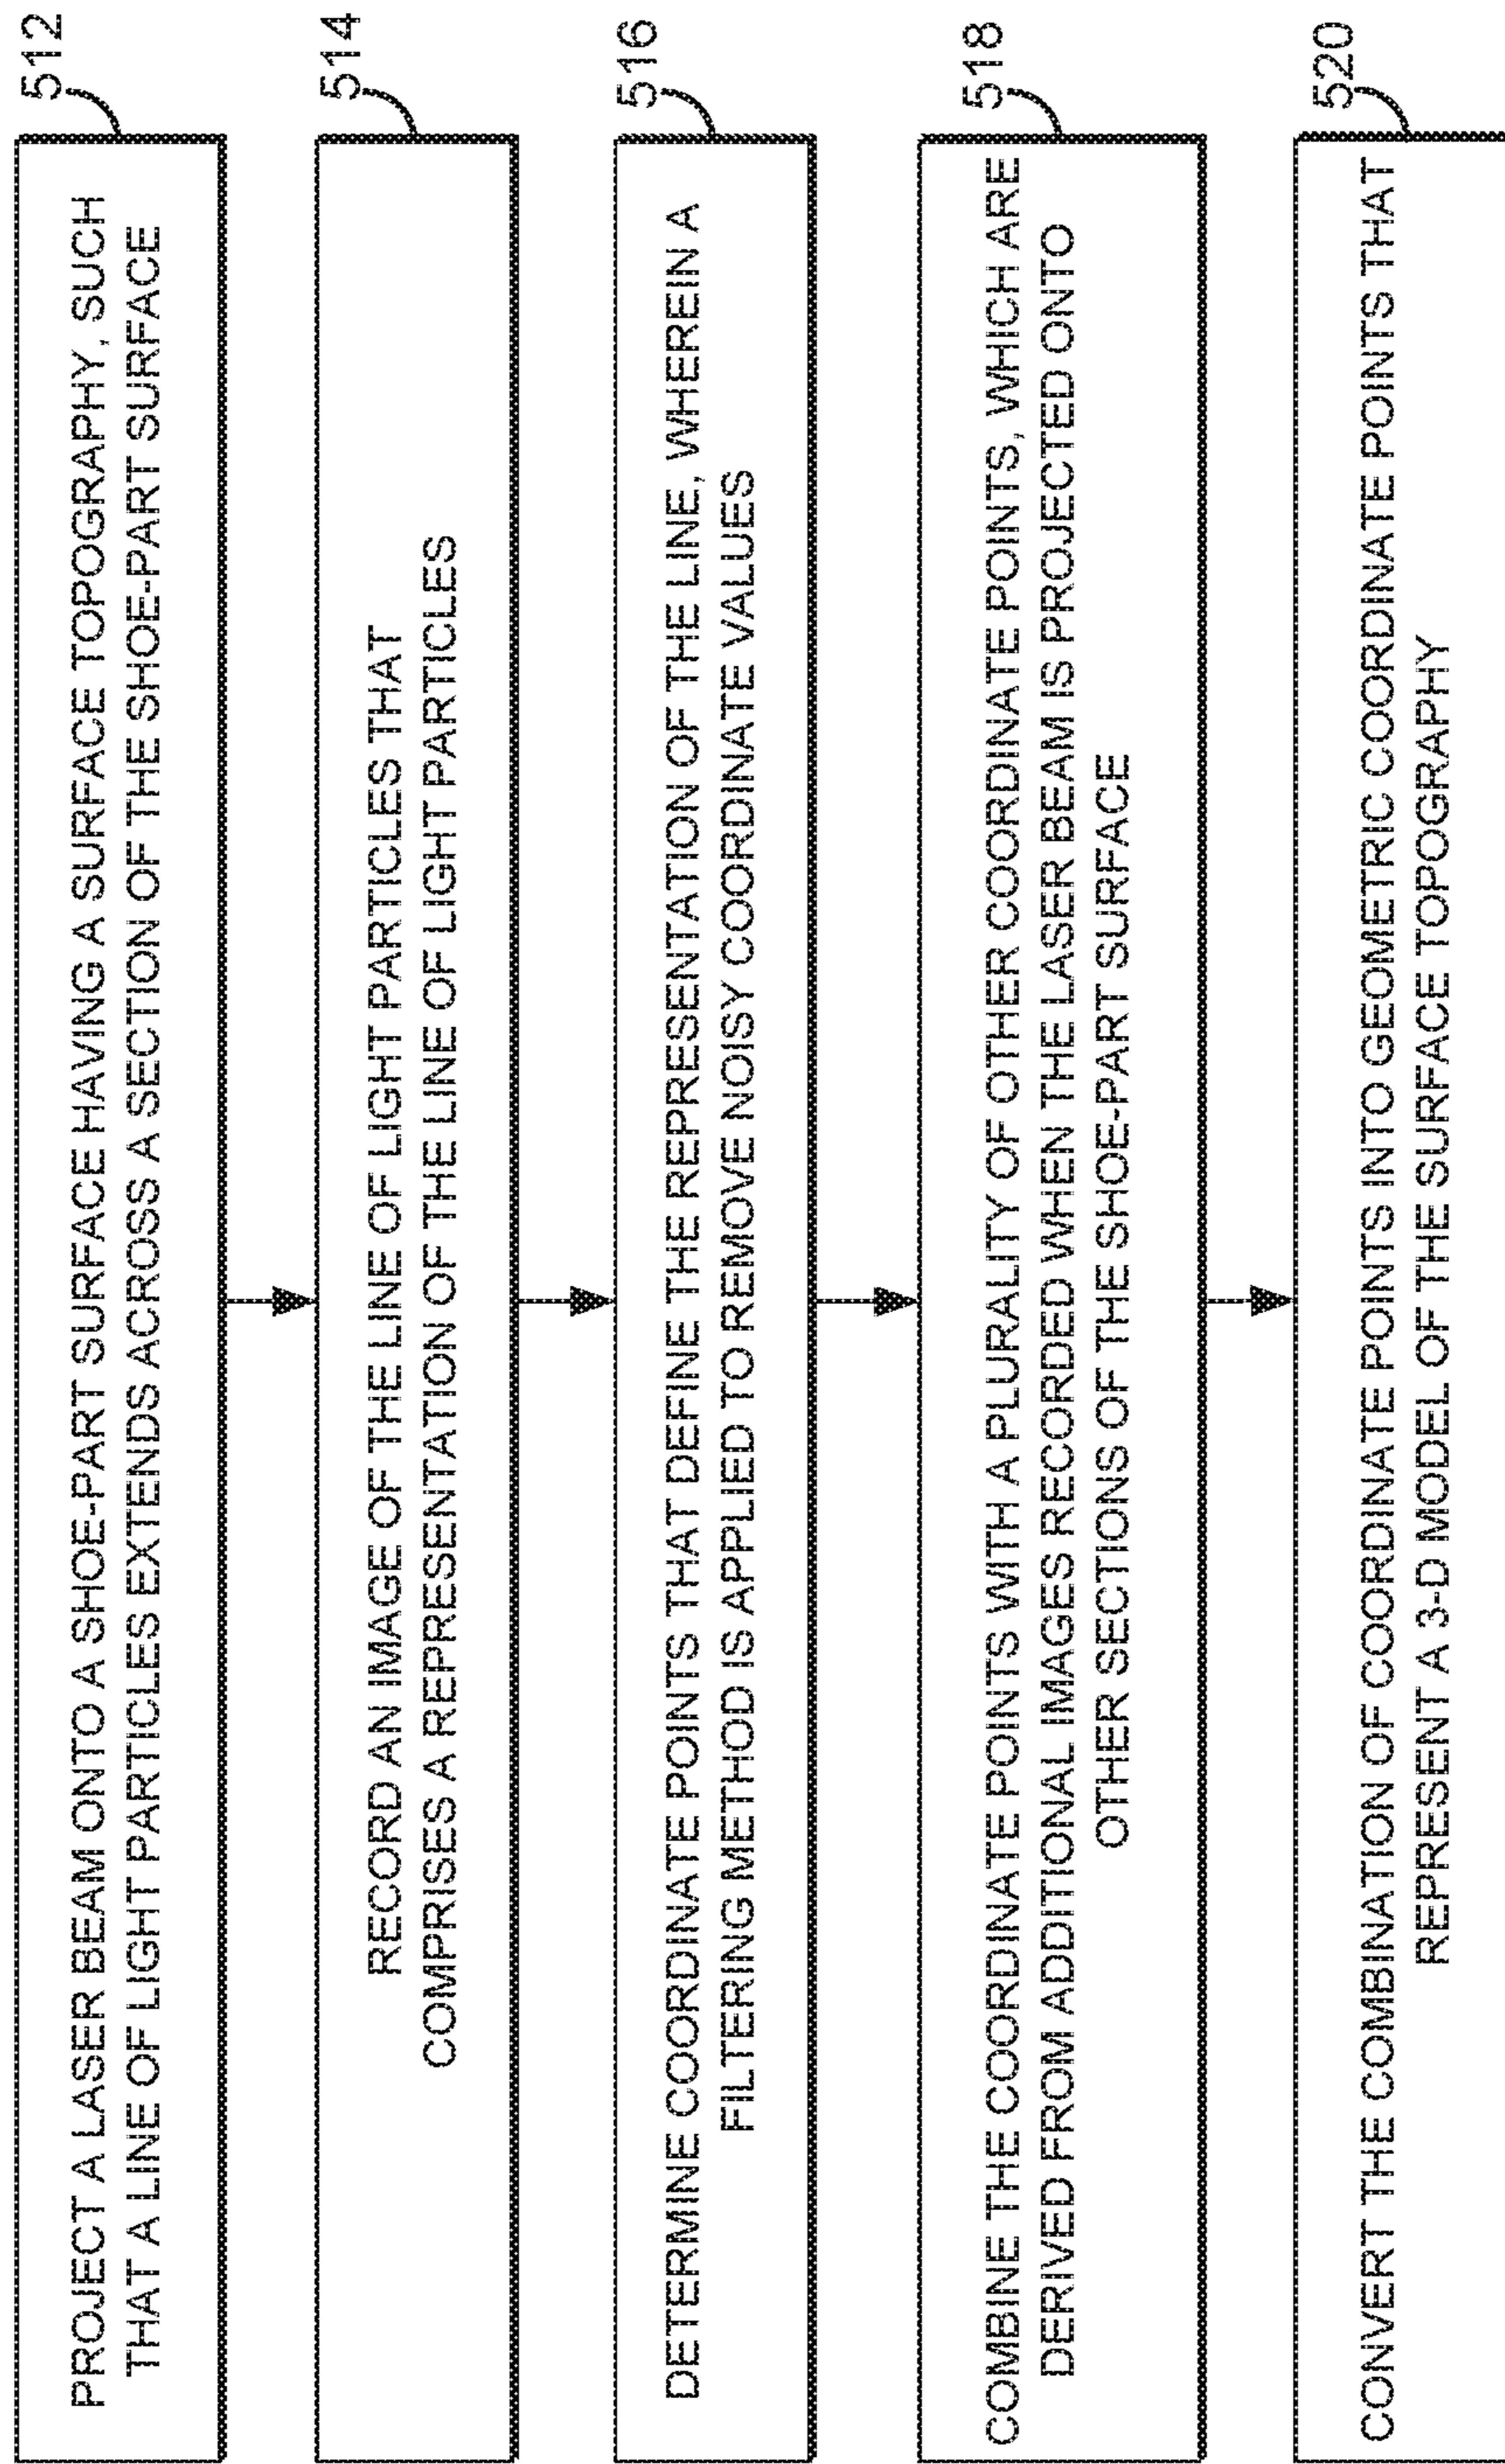 512
PROJECT A LASER BEAM ONTO A SHOE-PART SURFACE HAVING A SURFACE TOPOGRAPHY, SUCH
THAT A LINE OF LIGHT PARTICLES EXTENDS ACROSS A SECTION OF THE SHOE-PART SURFACE
514
RECORD AN IMAGE OF THE LINE OF LIGHT PARTICLES THAT
COMPRISES A REPRESENTATION OF THE LINE OF LIGHT PARTICLES
516
DETERMINE COORDINATE POINTS THAT DEFINE THE REPRESENTATION OF THE LINE, WHEREIN A
FILTERING METHOD IS APPLIED TO REMOVE NOISY COORDINATE VALUES
518
COMBINE THE COORDINATE POINTS WITH A PLURALITY OF OTHER COORDINATE POINTS, WHICH ARE
DERIVED FROM ADDITIONAL IMAGES RECORDED WHEN THE LASER BEAM IS PROJECTED ONTO
OTHER SECTIONS OF THE SHOE-PART SURFACE
520
CONVERT THE COMBINATION OF COORDINATE POINTS INTO GEOMETRIC COORDINATE POINTS THAT
REPRESENT A 3-D MODEL OF THE SURFACE TOPOGRAPHY